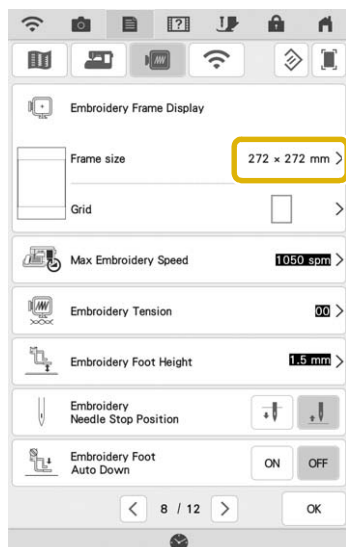 Embroidery Frame Display
Frame size
272 × 272 mm
Grid
Max Embroidery Speed
1050 spm
Embroidery Tension
00
Embroidery Foot Height
1.5 mm
Embroidery
Needle Stop Position
Embroidery Foot
Auto Down
ON
OFF
8 / 12
OK